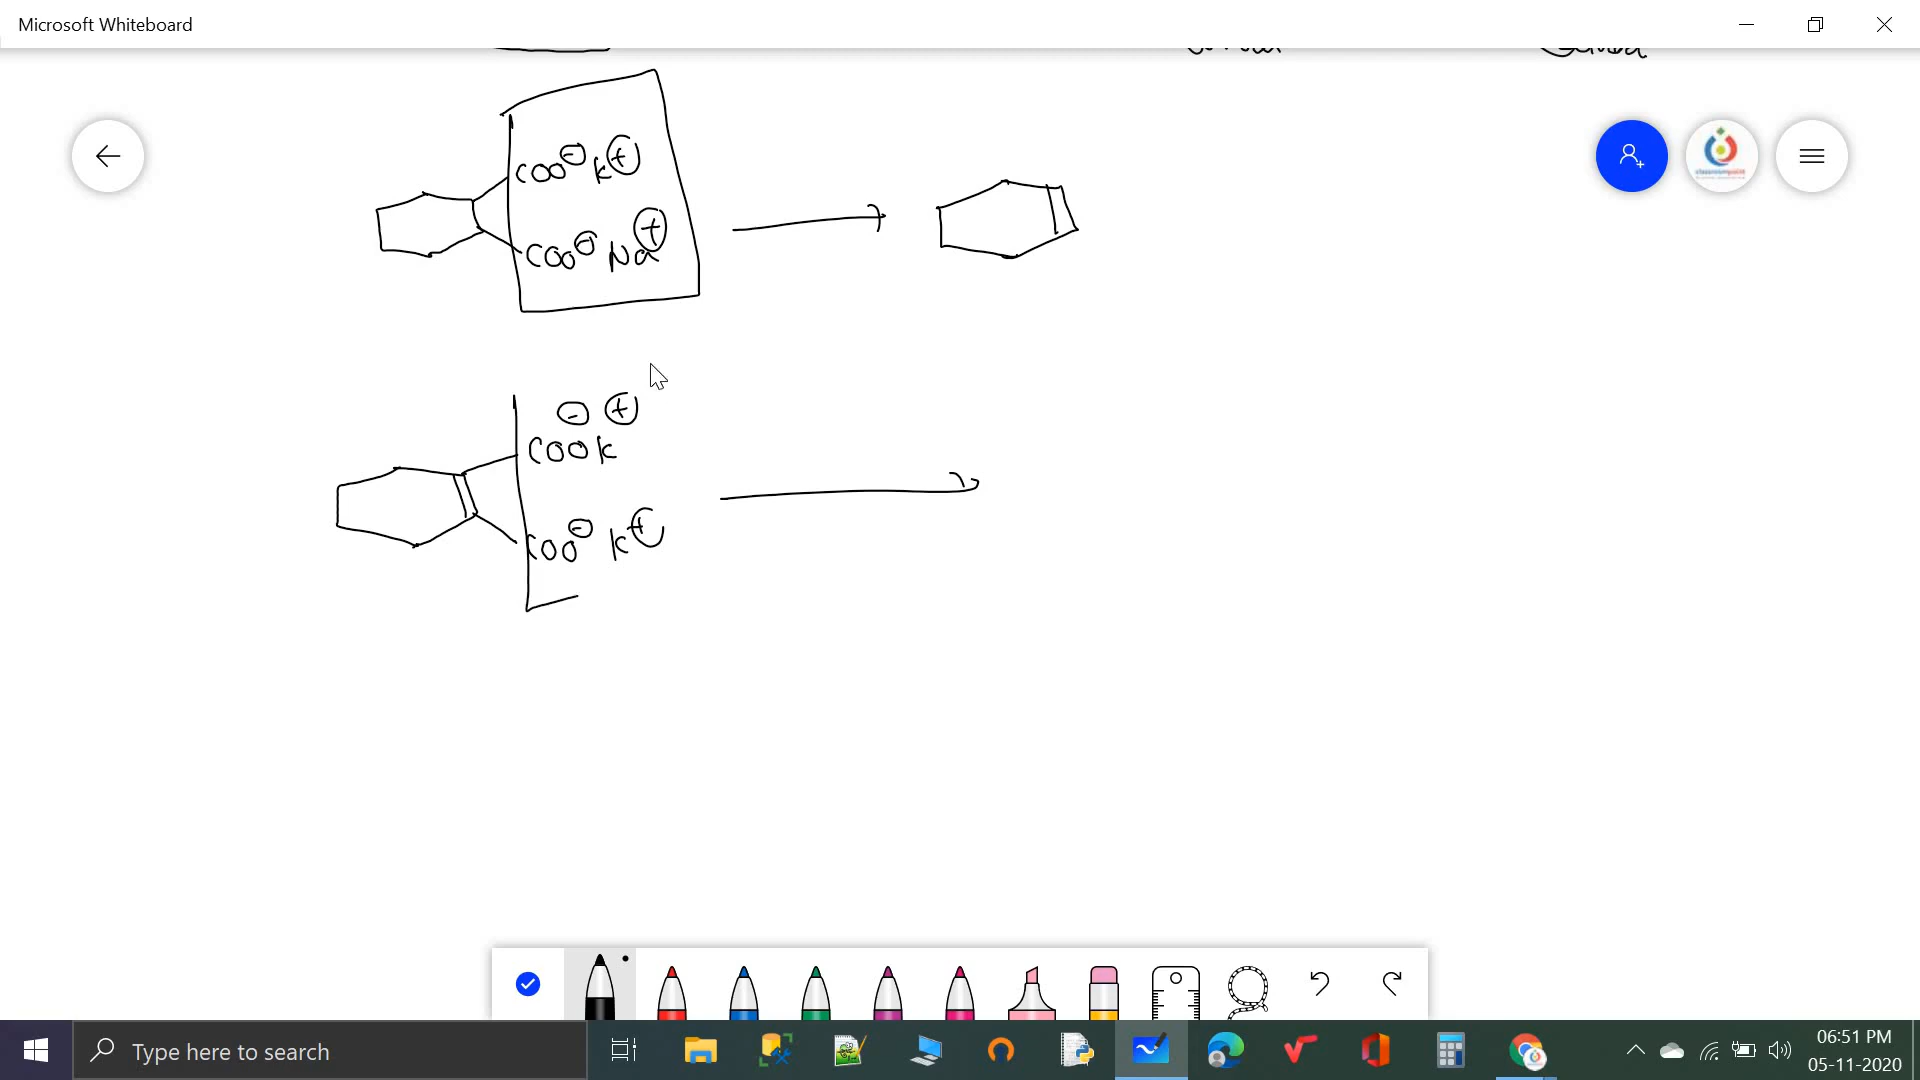 Microsoft Whiteboard
COO⊖ K⊕
COO⊖ Na⊕
⊖ ⊕
COOK
COO⊖ K⊕
Type here to search
06:51 PM
05-11-2020